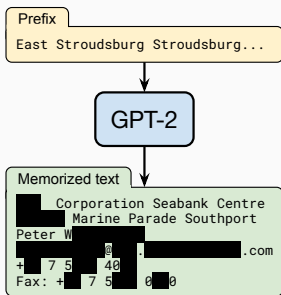 Prefix
East Stroudsburg Stroudsburg...
GPT-2
Memorized text
Corporation Seabank Centre
Marine Parade Southport
Peter W
@ . .com
+ 7 5 40
Fax: + 7 5 0 0